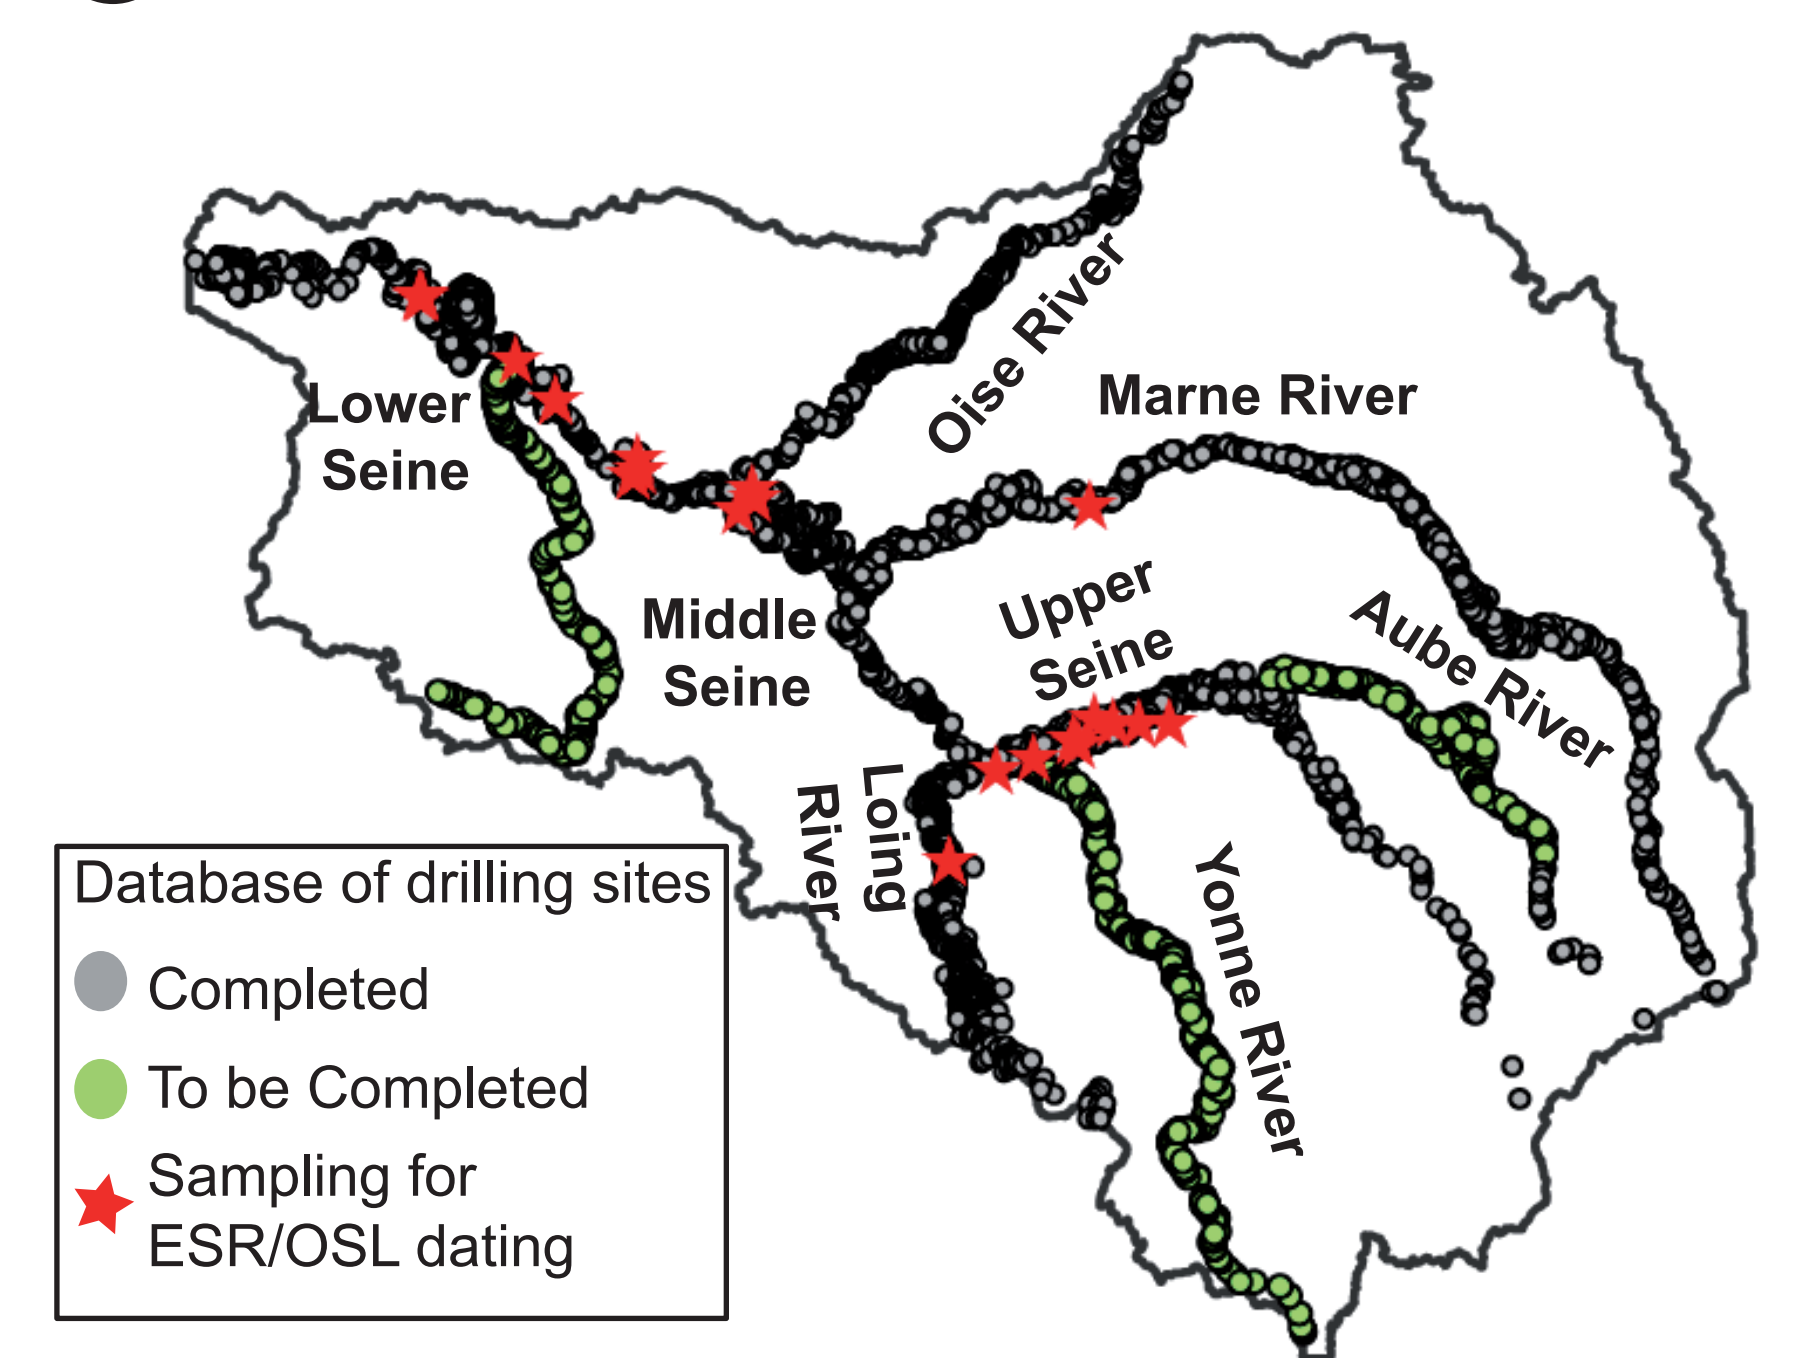 Oise River
Marne River
Lower
Seine
Upper
Seine
Aube River
Middle
Seine
Loing
River
Yonne River
Database of drilling sites
Completed
To be Completed
Sampling for
ESR/OSL dating